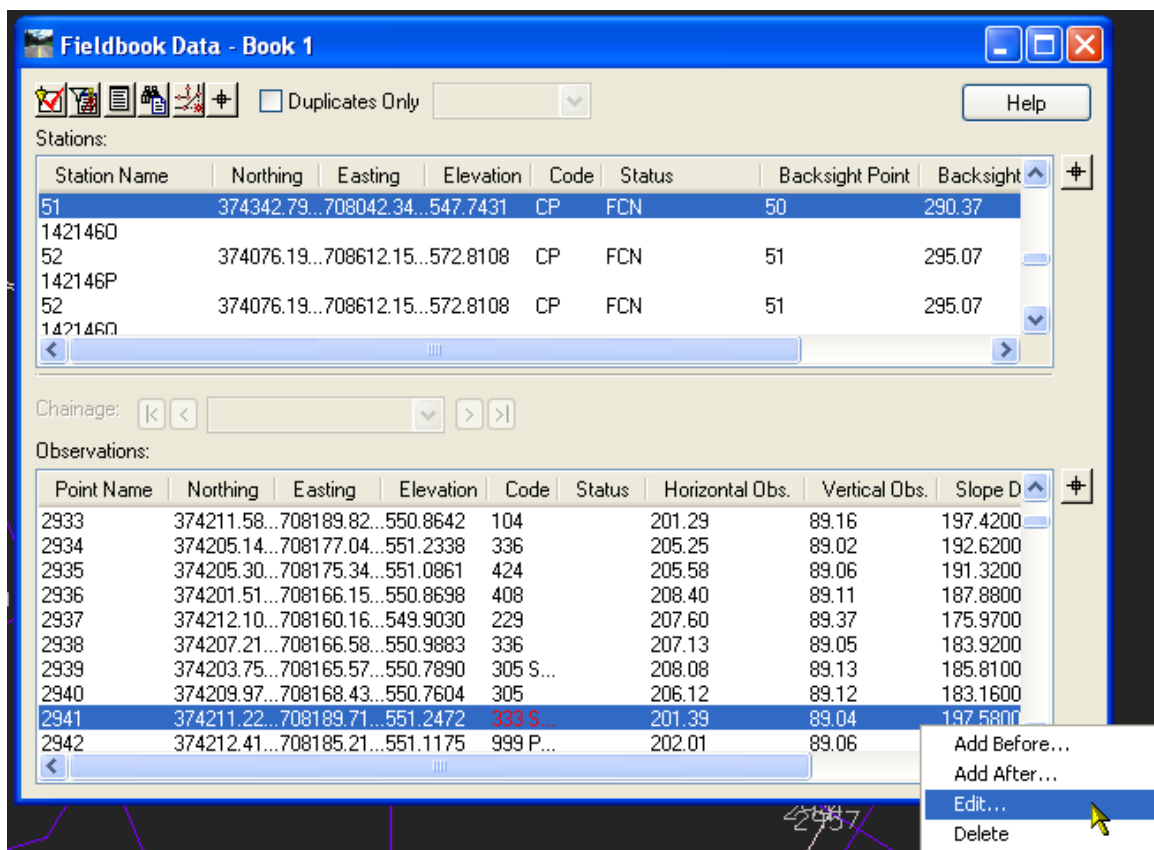 Fieldbook Data - Book 1
Duplicates Only Help
Stations:
Station Name Northing Easting Elevation Code Status Backsight Point Backsight
51 374342.79...708042.34...547.7431 CP FCN 50 290.37
142146O
52 374076.19...708612.15...572.8108 CP FCN 51 295.07
142146P
52 374076.19...708612.15...572.8108 CP FCN 51 295.07
142146O
Chainage:
Observations:
Point Name Northing Easting Elevation Code Status Horizontal Obs. Vertical Obs. Slope D
2933 374211.58...708189.82...550.8642 104 201.29 89.16 197.4200
2934 374205.14...708177.04...551.2338 336 205.25 89.02 192.6200
2935 374205.30...708175.34...551.0861 424 205.58 89.06 191.3200
2936 374201.51...708166.15...550.8698 408 208.40 89.11 187.8800
2937 374212.10...708160.16...549.9030 229 207.60 89.37 175.9700
2938 374207.21...708166.58...550.9883 336 207.13 89.05 183.9200
2939 374203.75...708165.57...550.7890 305 S... 208.08 89.13 185.8100
2940 374209.97...708168.43...550.7604 305 206.12 89.12 183.1600
2941 374211.22...708189.71...551.2472 333 S... 201.39 89.04 197.5800
2942 374212.41...708185.21...551.1175 999 P... 202.01 89.06
Add Before...
Add After...
Edit...
Delete